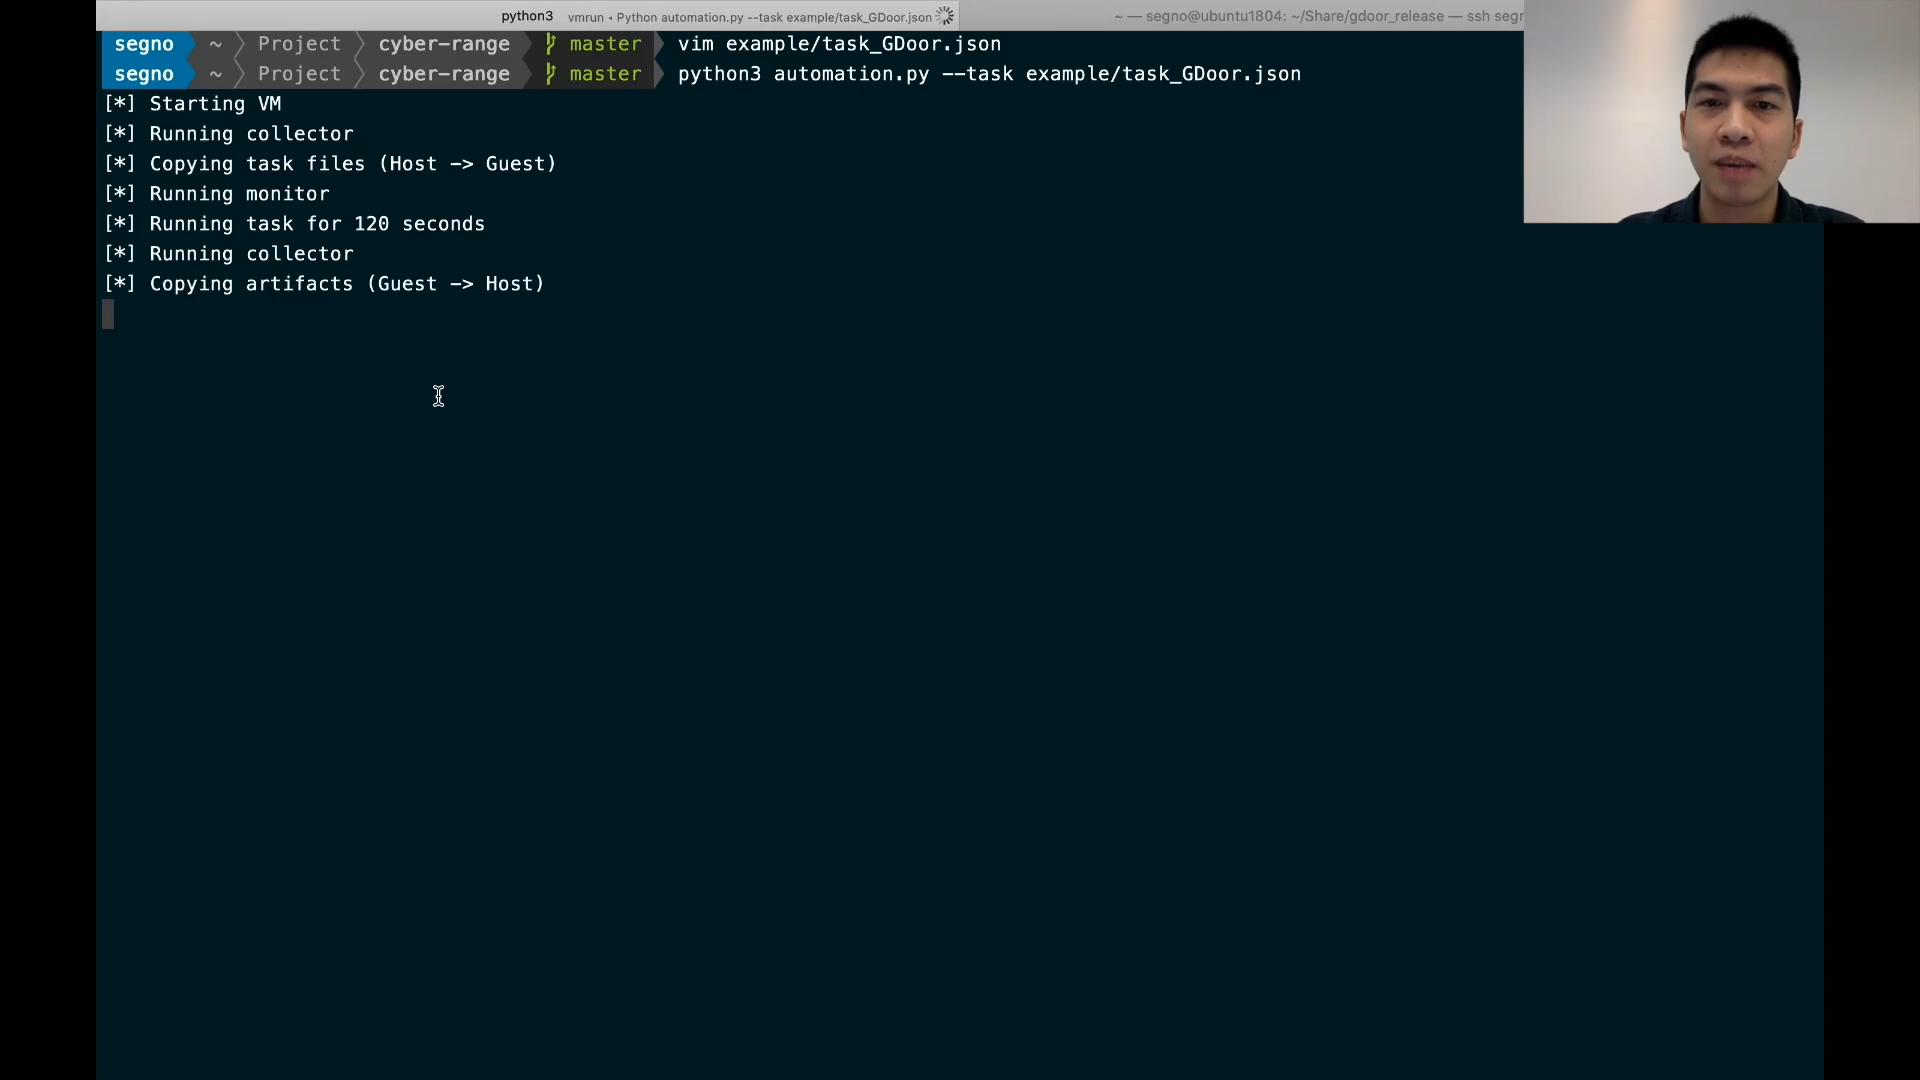 python3 vmrun ◂ Python automation.py --task example/task_GDoor.json
~ — segno@ubuntu1804: ~/Share/gdoor_release — ssh segr
segno ~ Project cyber-range master vim example/task_GDoor.json
segno ~ Project cyber-range master python3 automation.py --task example/task_GDoor.json
[*] Starting VM
[*] Running collector
[*] Copying task files (Host -> Guest)
[*] Running monitor
[*] Running task for 120 seconds
[*] Running collector
[*] Copying artifacts (Guest -> Host)